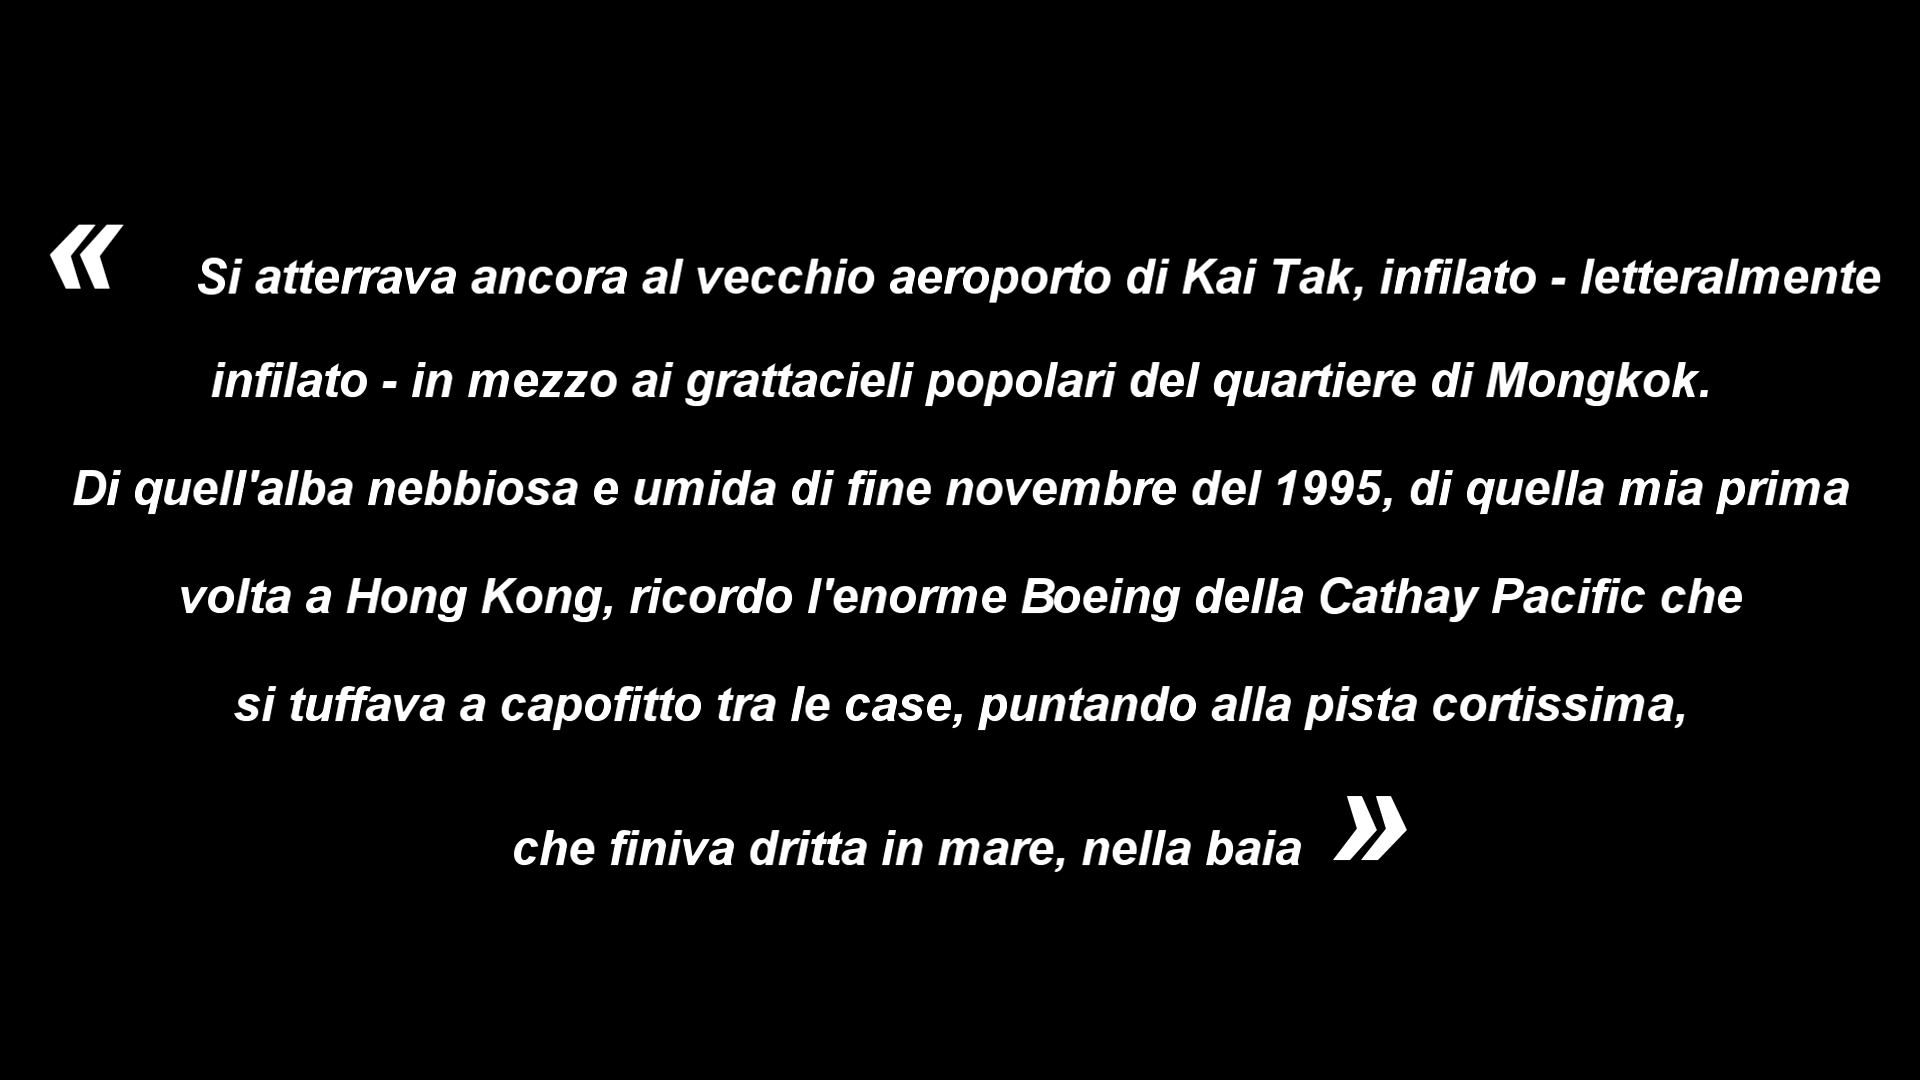 « Si atterrava ancora al vecchio aeroporto di Kai Tak, infilato - letteralmente
infilato - in mezzo ai grattacieli popolari del quartiere di Mongkok.
Di quell'alba nebbiosa e umida di fine novembre del 1995, di quella mia prima
volta a Hong Kong, ricordo l'enorme Boeing della Cathay Pacific che
si tuffava a capofitto tra le case, puntando alla pista cortissima,
che finiva dritta in mare, nella baia »